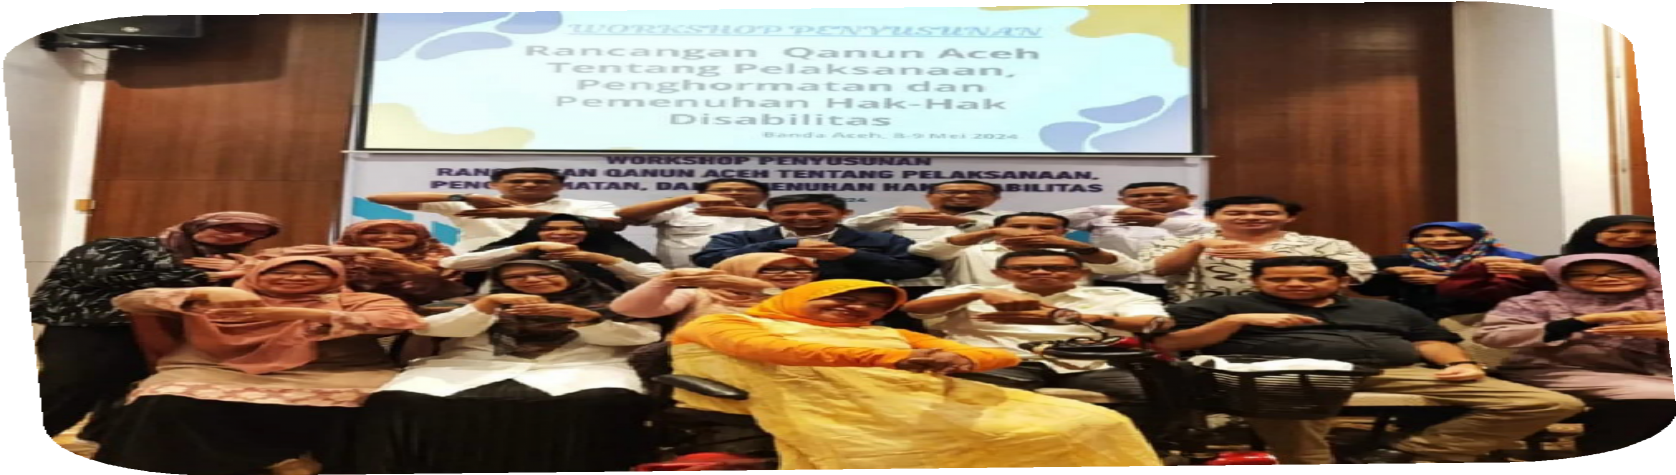 WORKSHOP PENYUSUNAN
Rancangan Qanun Aceh
Tentang Pelaksanaan,
Penghormatan dan
Pemenuhan Hak-Hak
Disabilitas
Banda Aceh, 8-9 Mei 2024
WORKSHOP PENYUSUNAN
QANUN ACEH TENTANG PELAKSANAAN,